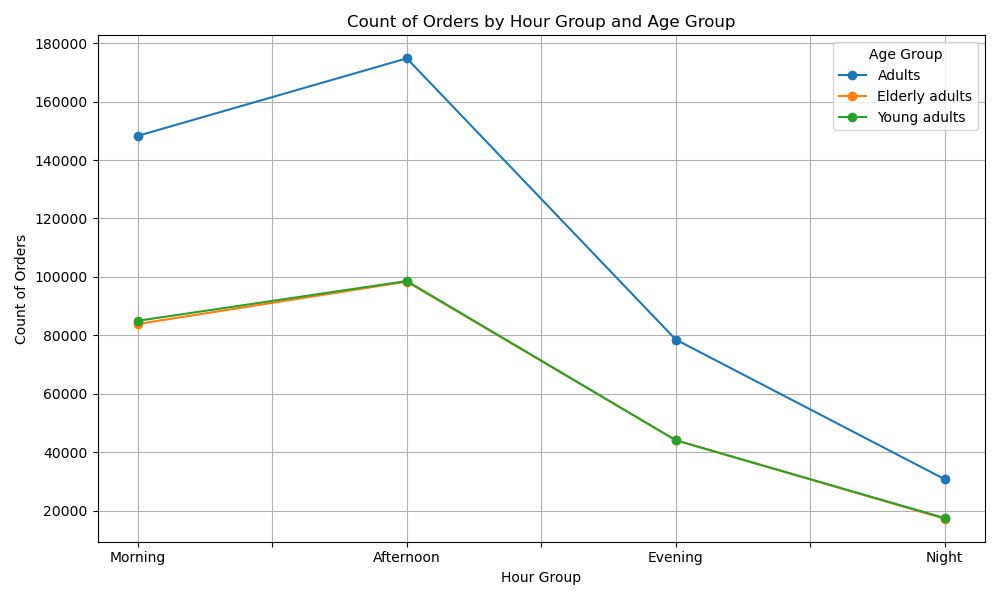 Count of Orders by Hour Group and Age Group
Age Group
Adults
Elderly adults
Young adults
Count of Orders
180000
160000
140000
120000
100000
80000
60000
40000
20000
Morning
Afternoon
Evening
Night
Hour Group